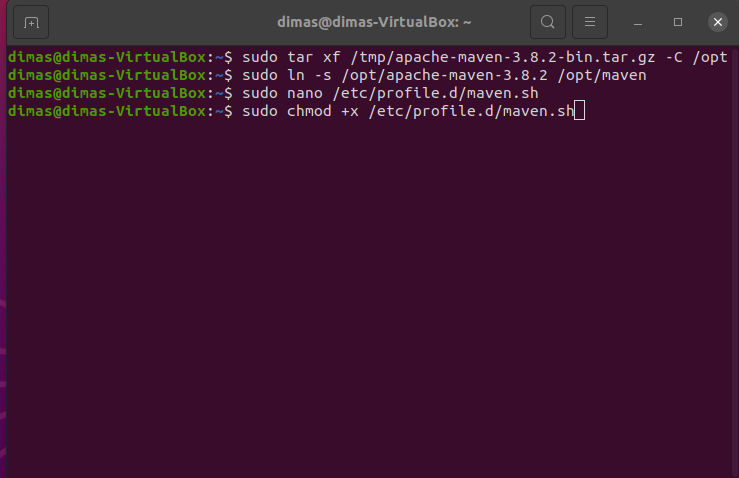 dimas@dimas-VirtualBox: ~
dimas@dimas-VirtualBox:~$ sudo tar xf /tmp/apache-maven-3.8.2-bin.tar.gz -C /opt
dimas@dimas-VirtualBox:~$ sudo ln -s /opt/apache-maven-3.8.2 /opt/maven
dimas@dimas-VirtualBox:~$ sudo nano /etc/profile.d/maven.sh
dimas@dimas-VirtualBox:~$ sudo chmod +x /etc/profile.d/maven.sh